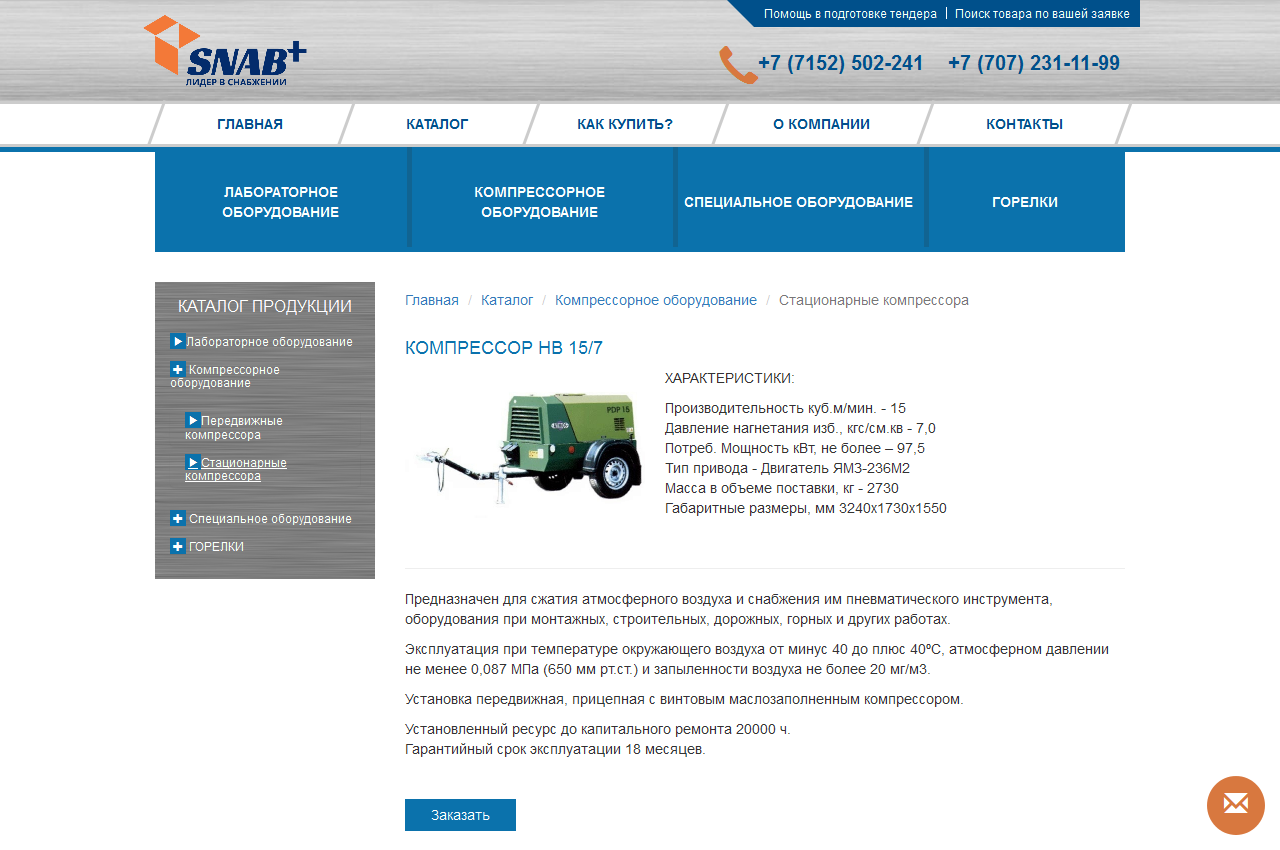 Помощь в подготовке тендера
Поиск товара по вашей заявке
SNAB+
ЛИДЕР В СНАБЖЕНИИ
+7 (7152) 502-241
+7 (707) 231-11-99
ГЛАВНАЯ
КАТАЛОГ
КАК КУПИТЬ?
О КОМПАНИИ
КОНТАКТЫ
ЛАБОРАТОРНОЕ
ОБОРУДОВАНИЕ
КОМПРЕССОРНОЕ
ОБОРУДОВАНИЕ
СПЕЦИАЛЬНОЕ ОБОРУДОВАНИЕ
ГОРЕЛКИ
КАТАЛОГ ПРОДУКЦИИ
Лабораторное оборудование
Компрессорное
оборудование
Передвижные
компрессора
Стационарные
компрессора
Специальное оборудование
ГОРЕЛКИ
Главная / Каталог / Компрессорное оборудование / Стационарные компрессора
КОМПРЕССОР НВ 15/7
PDP 15
ХАРАКТЕРИСТИКИ:
Производительность куб.м/мин. - 15
Давление нагнетания изб., кгс/см.кв - 7,0
Потреб. Мощность кВт, не более – 97,5
Тип привода - Двигатель ЯМЗ-236М2
Масса в объеме поставки, кг - 2730
Габаритные размеры, мм 3240х1730х1550
Предназначен для сжатия атмосферного воздуха и снабжения им пневматического инструмента,
оборудования при монтажных, строительных, дорожных, горных и других работах.
Эксплуатация при температуре окружающего воздуха от минус 40 до плюс 40ºС, атмосферном давлении
не менее 0,087 МПа (650 мм рт.ст.) и запыленности воздуха не более 20 мг/м3.
Установка передвижная, прицепная с винтовым маслозаполненным компрессором.
Установленный ресурс до капитального ремонта 20000 ч.
Гарантийный срок эксплуатации 18 месяцев.
Заказать